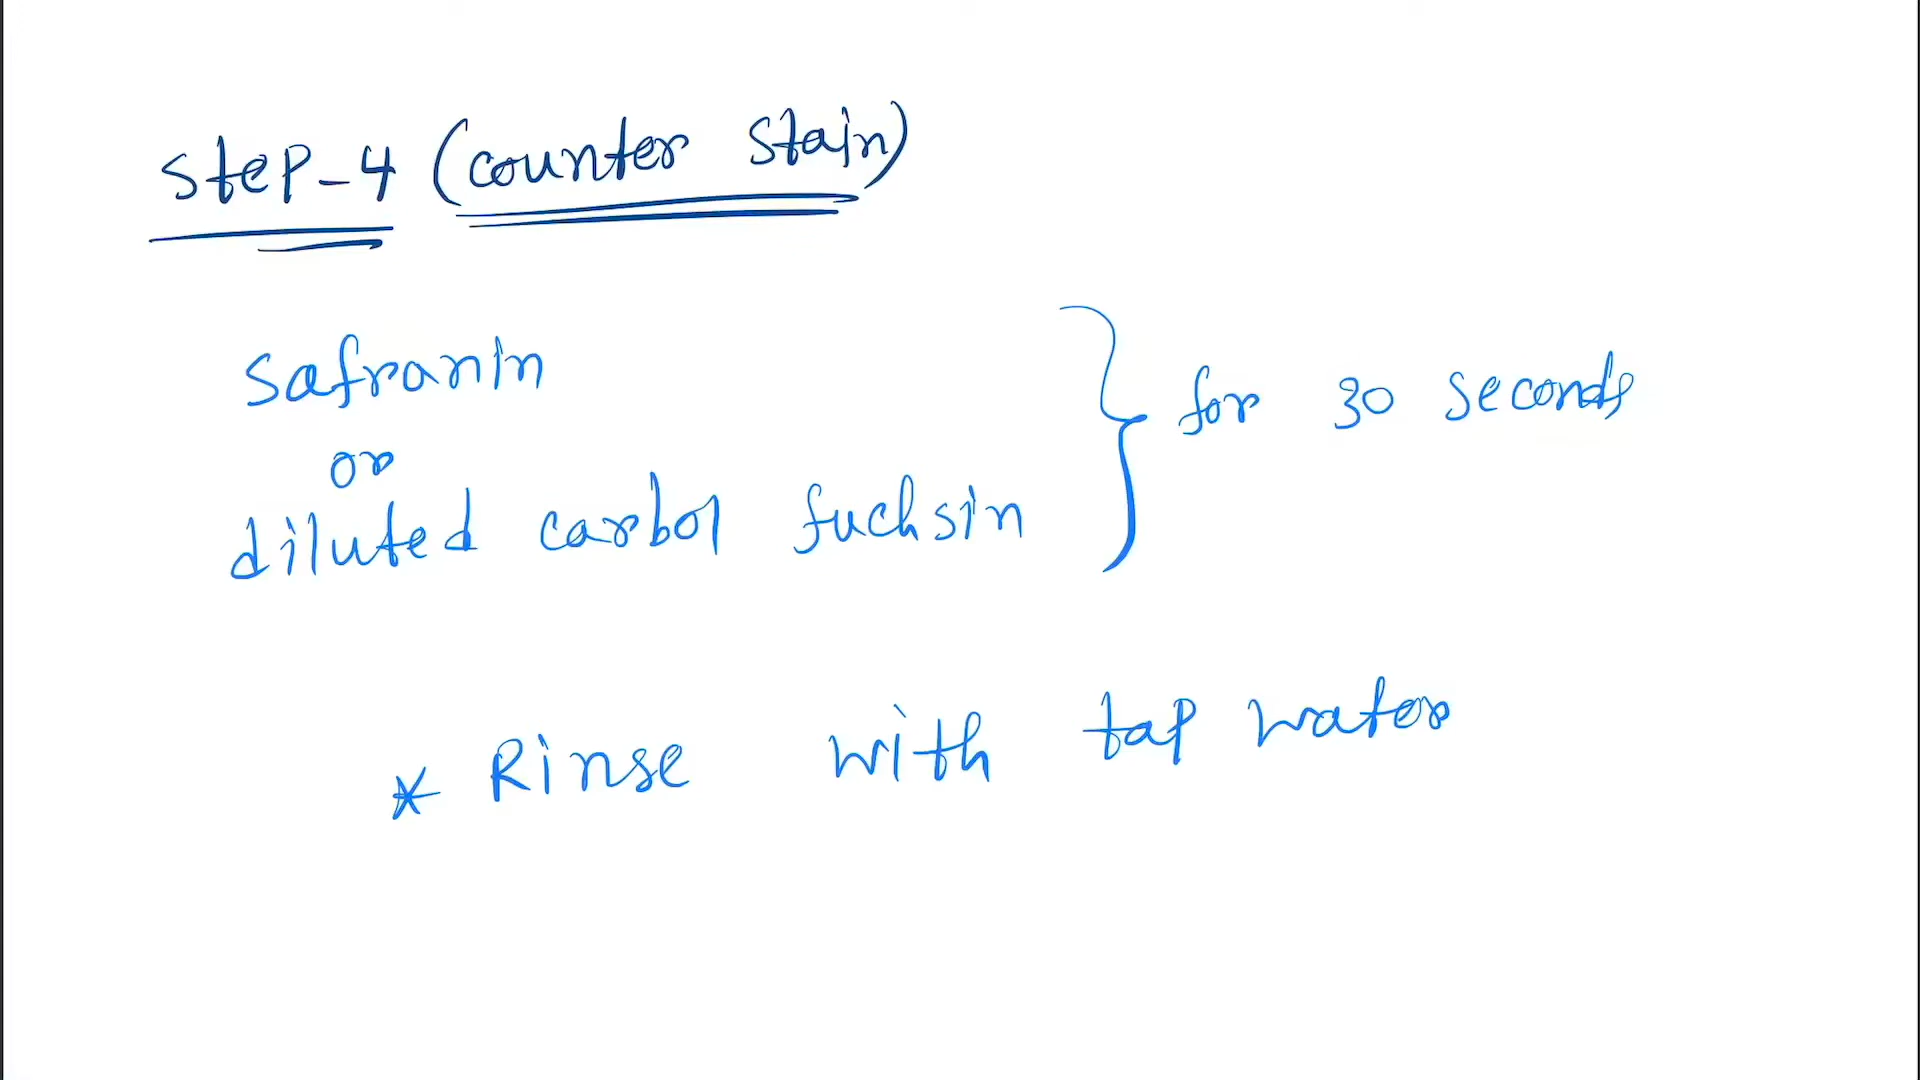 Step-4 (counter stain)
Safranin
or
diluted carbol fuchsin
for 30 seconds
* Rinse with tap water